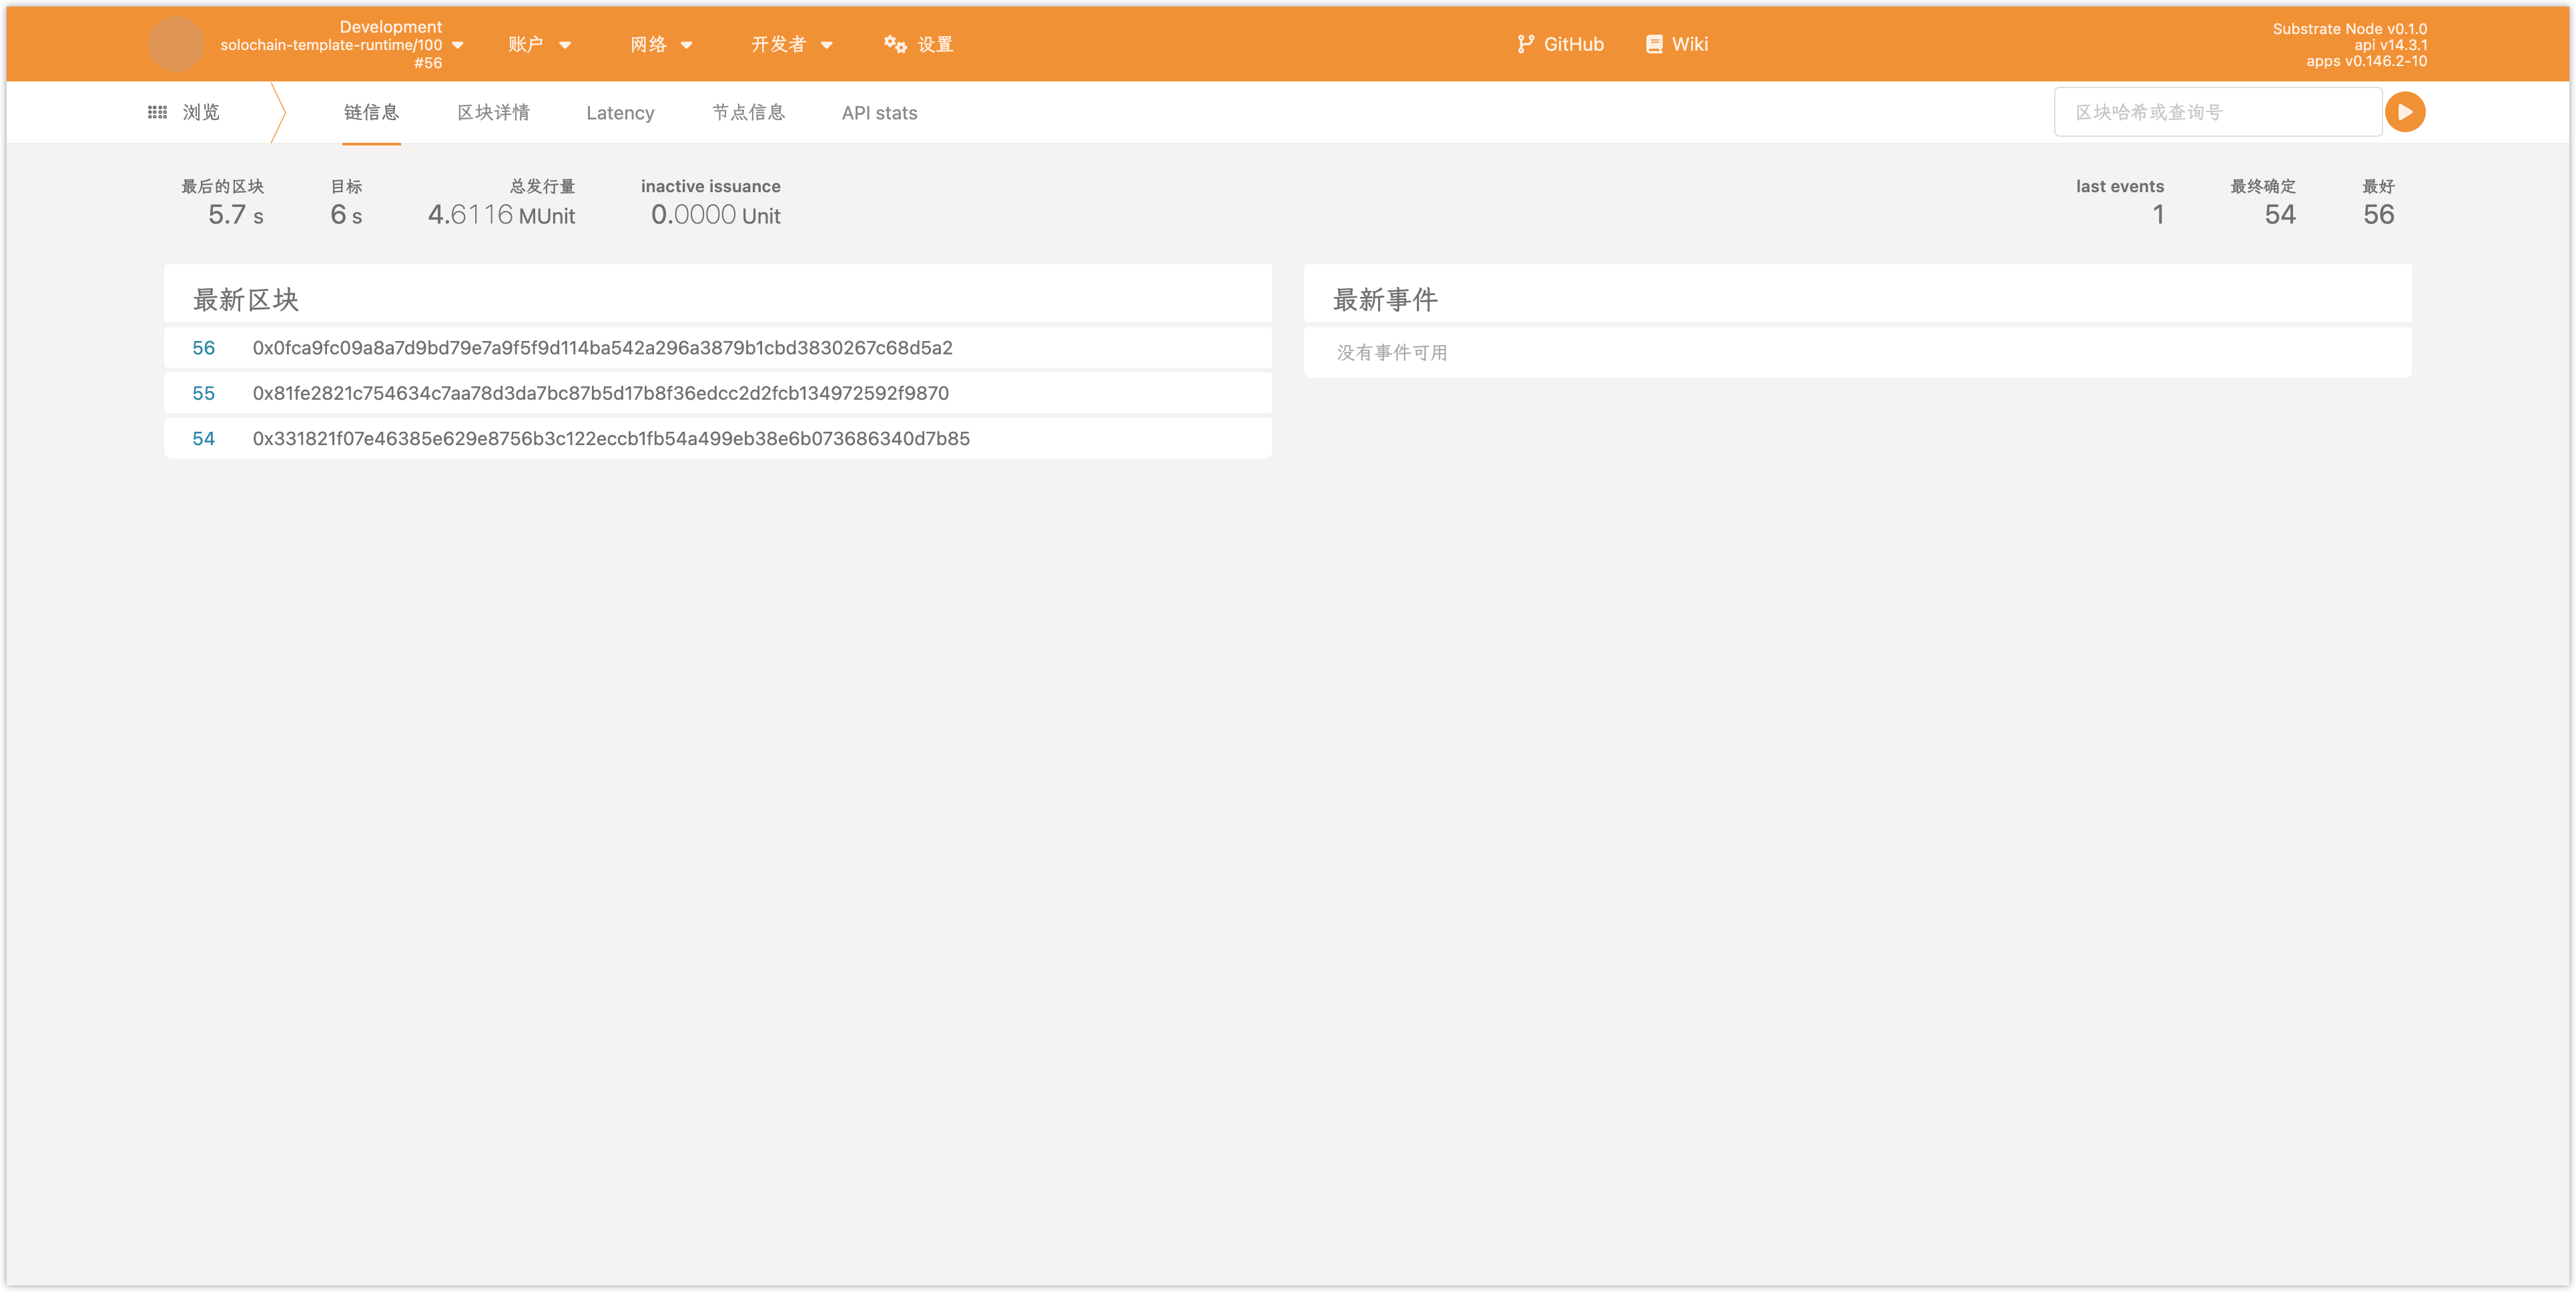 Development
solochain-template-runtime/100
#56
账户
网络
开发者
设置
GitHub
Wiki
Substrate Node v0.1.0
api v14.3.1
apps v0.146.2-10
浏览
链信息
区块详情
Latency
节点信息
API stats
区块哈希或查询号
最后的区块
5.7 s
目标
6 s
总发行量
4.6116 MUnit
inactive issuance
0.0000 Unit
last events
1
最终确定
54
最好
56
最新区块
56 0x0fca9fc09a8a7d9bd79e7a9f5f9d114ba542a296a3879b1cbd3830267c68d5a2
55 0x81fe2821c754634c7aa78d3da7bc87b5d17b8f36edcc2d2fcb134972592f9870
54 0x331821f07e46385e629e8756b3c122eccb1fb54a499eb38e6b073686340d7b85
最新事件
没有事件可用